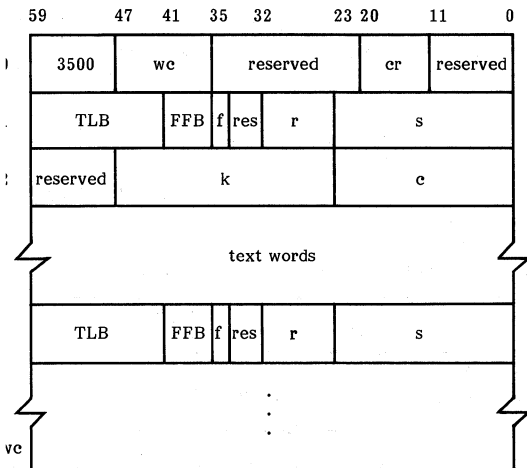 59 47 41 35 32 23 20 11 0
3500 wc reserved cr reserved
TLB FFB f res r s
reserved k c
text words
TLB FFB f res r s
wc